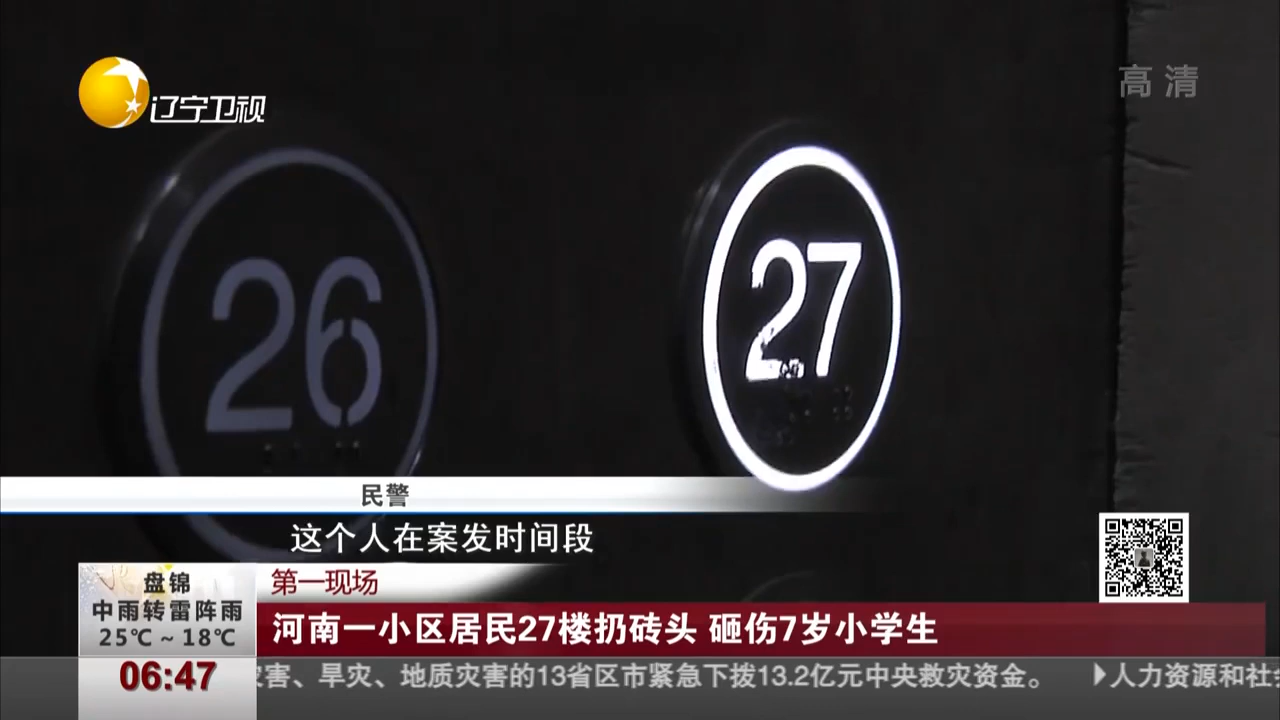 辽宁卫视
高清
26
27
民警
这个人在案发时间段
盘锦
中雨转雷阵雨
25℃~18℃
第一现场
河南一小区居民27楼扔砖头 砸伤7岁小学生
06:47
害、旱灾、地质灾害的13省区市紧急下拨13.2亿元中央救灾资金。 人力资源和社